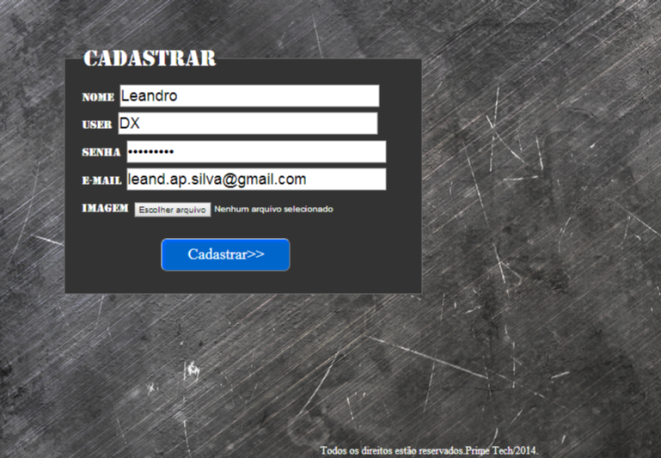 CADASTRAR
NOME Leandro
USER DX
SENHA •••••••••
E-MAIL leand.ap.silva@gmail.com
IMAGEM Escolher arquivo Nenhum arquivo selecionado
Cadastrar>>
Todos os direitos estão reservados.Prime Tech/2014.